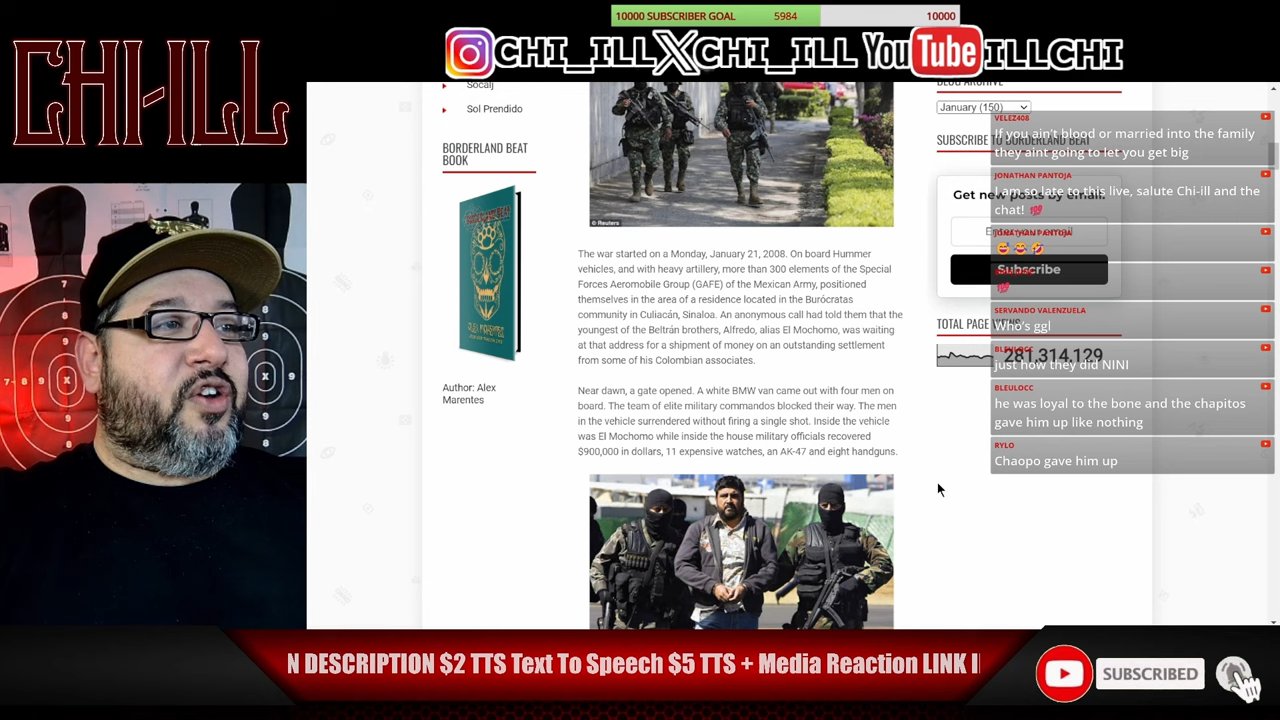 10000 SUBSCRIBER GOAL 5984 10000
CHI-ILL
CHI_ILL X CHI_ILL YouTube ILLCHI
Socalj
Sol Prendido
BORDERLAND BEAT
BOOK
Author: Alex
Marentes
© Reuters
The war started on a Monday, January 21, 2008. On board Hummer
vehicles, and with heavy artillery, more than 300 elements of the Special
Forces Aeromobile Group (GAFE) of the Mexican Army, positioned
themselves in the area of a residence located in the Burócratas
community in Culiacán, Sinaloa. An anonymous call had told them that the
youngest of the Beltrán brothers, Alfredo, alias El Mochomo, was waiting
at that address for a shipment of money on an outstanding settlement
from some of his Colombian associates.
Near dawn, a gate opened. A white BMW van came out with four men on
board. The team of elite military commandos blocked their way. The men
in the vehicle surrendered without firing a single shot. Inside the vehicle
was El Mochomo while inside the house military officials recovered
$900,000 in dollars, 11 expensive watches, an AK-47 and eight handguns.
BLOG ARCHIVE
January (150)
SUBSCRIBE TO BORDERLAND BEAT
Get new posts by email:
Subscribe
TOTAL PAGE VIEWS
281,314,129
VELEZ408
If you ain't blood or married into the family
they aint going to let you get big
JONATHAN PANTOJA
I am so late to this live, salute Chi-ill and the
chat! 💯
JONATHAN PANTOJA
😅😂🤣
💯
SERVANDO VALENZUELA
Who's ggl
BLEULOCC
just how they did NINI
BLEULOCC
he was loyal to the bone and the chapitos
gave him up like nothing
RYLO
Chaopo gave him up
7 8 9 X 9
8
N DESCRIPTION $2 TTS Text To Speech $5 TTS + Media Reaction LINK I
SUBSCRIBED